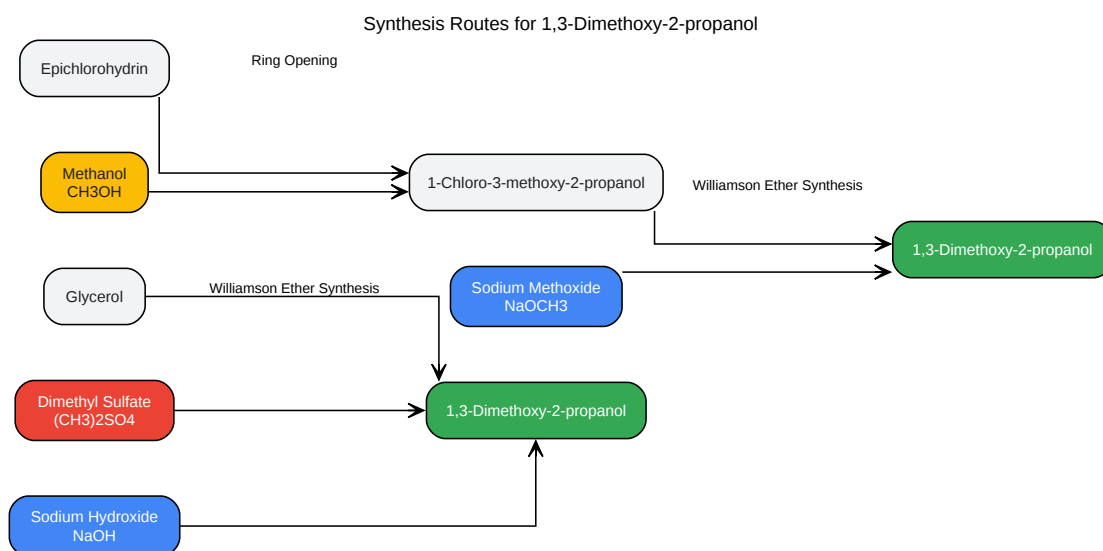 Synthesis Routes for 1,3-Dimethoxy-2-propanol
Epichlorohydrin
Ring Opening
Methanol
CH3OH
1-Chloro-3-methoxy-2-propanol
Williamson Ether Synthesis
1,3-Dimethoxy-2-propanol
Glycerol
Williamson Ether Synthesis
Sodium Methoxide
NaOCH3
Dimethyl Sulfate
(CH3)2SO4
1,3-Dimethoxy-2-propanol
Sodium Hydroxide
NaOH